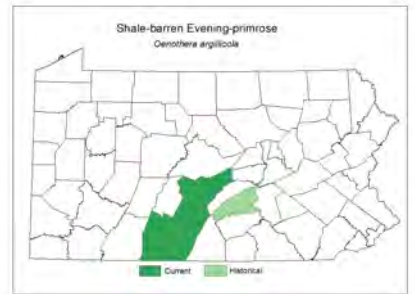 Shale-barren Evening-primrose
Oenothera argillicola
Current Historical